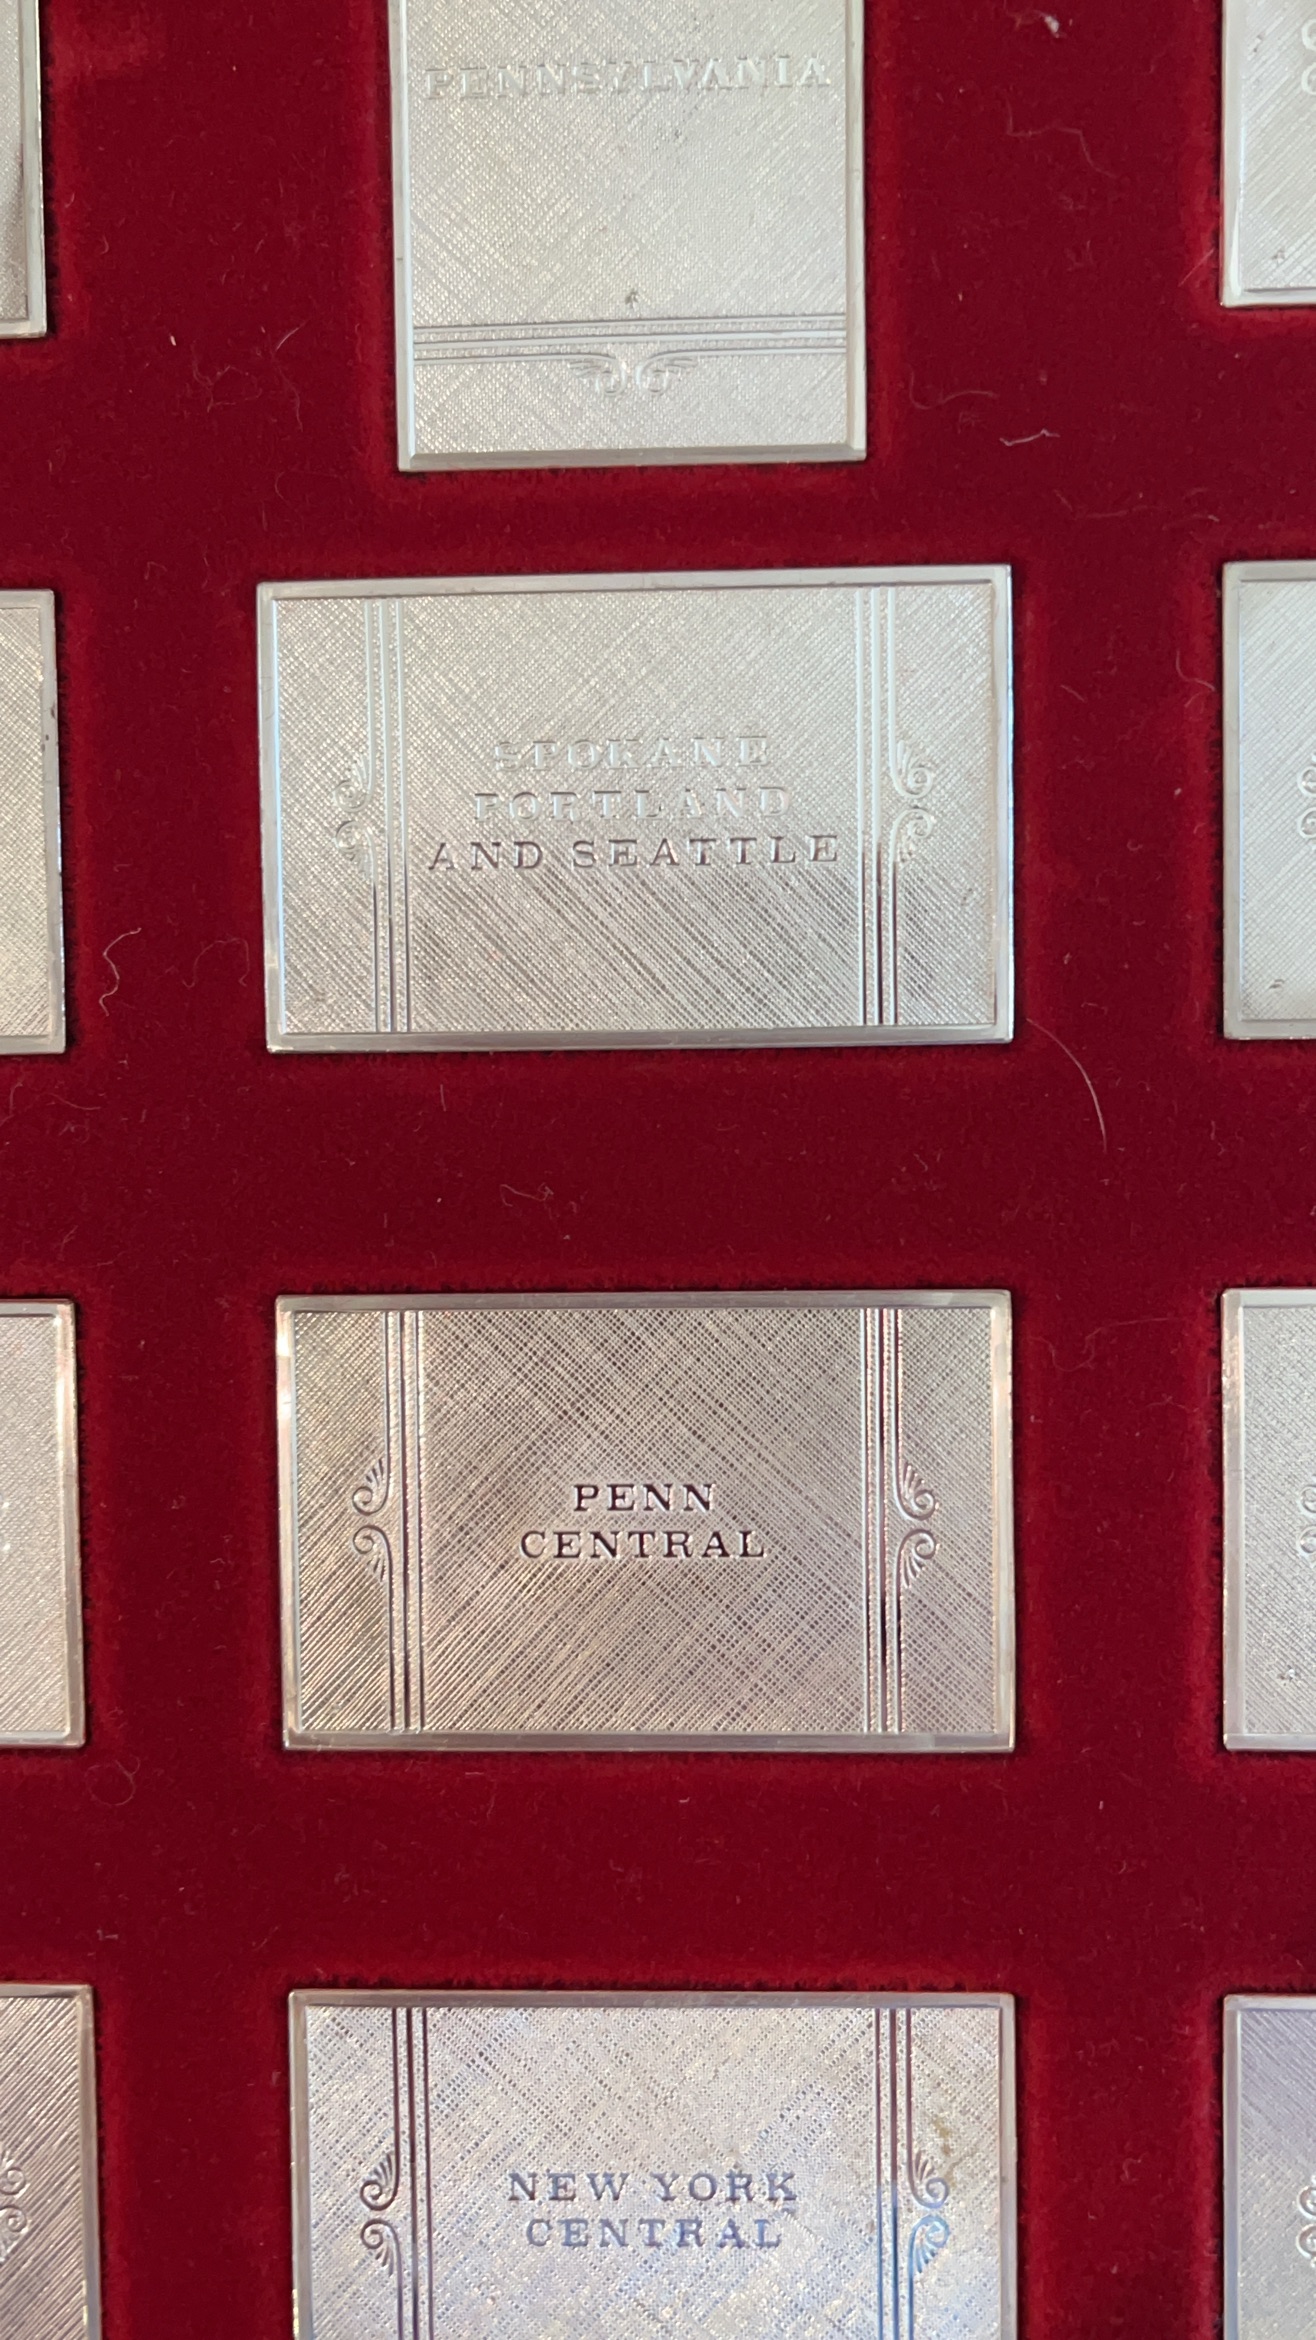 PENNSYLVANIA
SPOKANE
PORTLAND
AND SEATTLE
PENN
CENTRAL
NEW YORK
CENTRAL